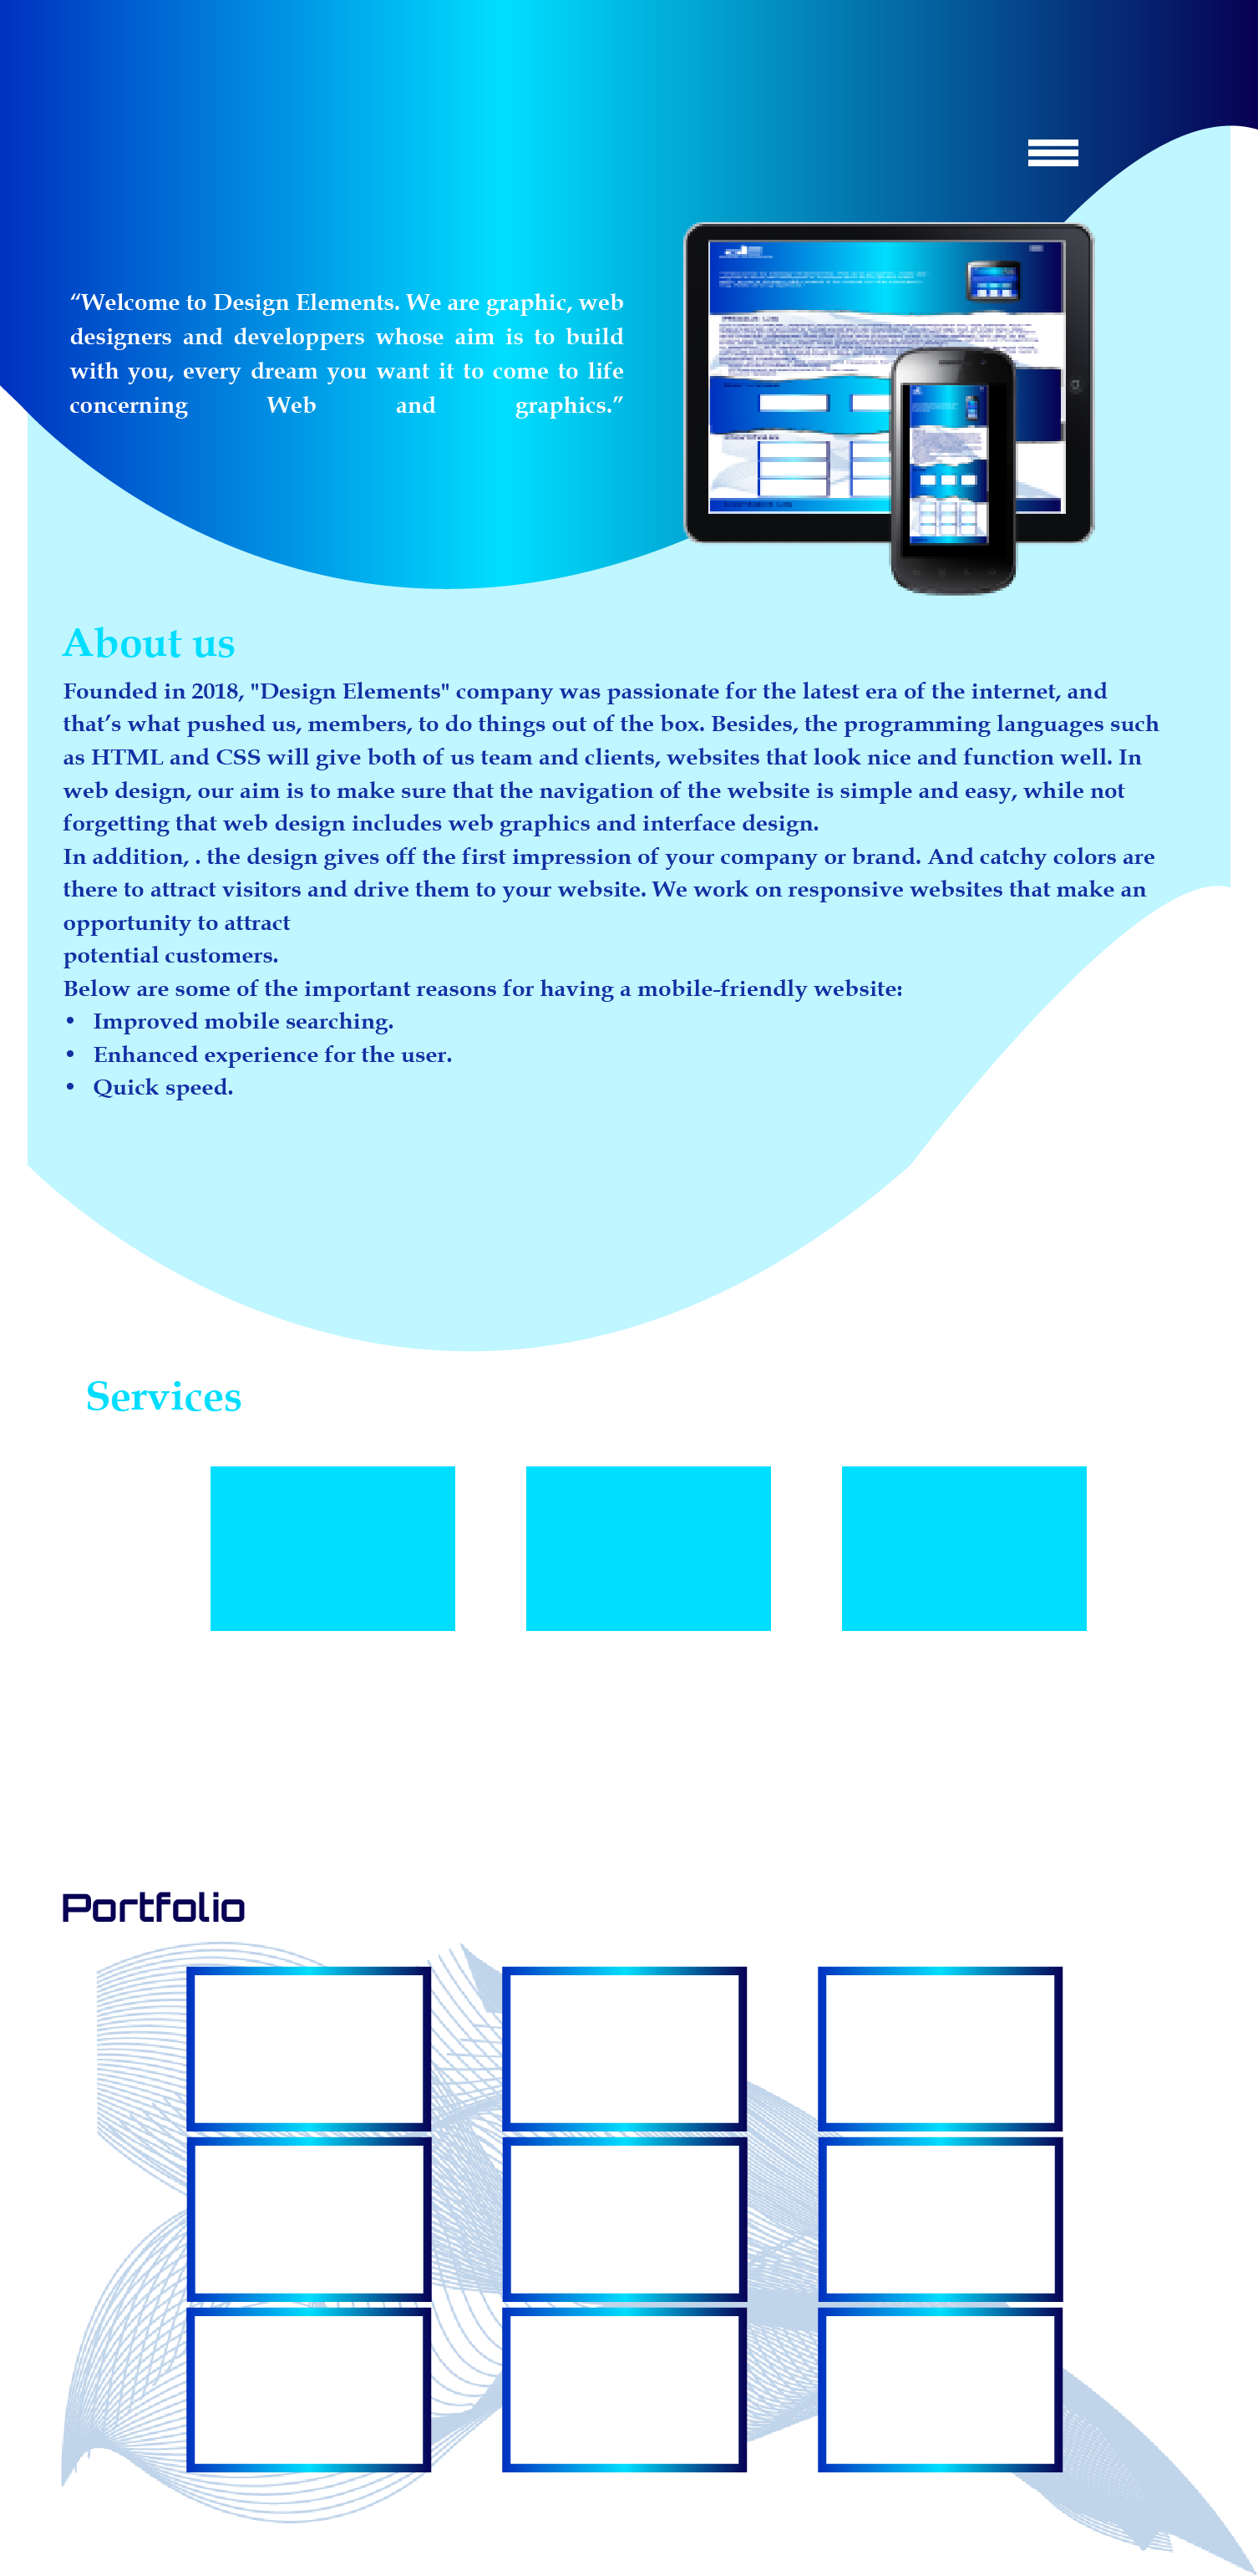 “Welcome to Design Elements. We are graphic, web
designers and developpers whose aim is to build
with you, every dream you want it to come to life
concerning Web and graphics.”
About us
Founded in 2018, "Design Elements" company was passionate for the latest era of the internet, and
that’s what pushed us, members, to do things out of the box. Besides, the programming languages such
as HTML and CSS will give both of us team and clients, websites that look nice and function well. In
web design, our aim is to make sure that the navigation of the website is simple and easy, while not
forgetting that web design includes web graphics and interface design.
In addition, . the design gives off the first impression of your company or brand. And catchy colors are
there to attract visitors and drive them to your website. We work on responsive websites that make an
opportunity to attract
potential customers.
Below are some of the important reasons for having a mobile-friendly website:
• Improved mobile searching.
• Enhanced experience for the user.
• Quick speed.
Services
Portfolio